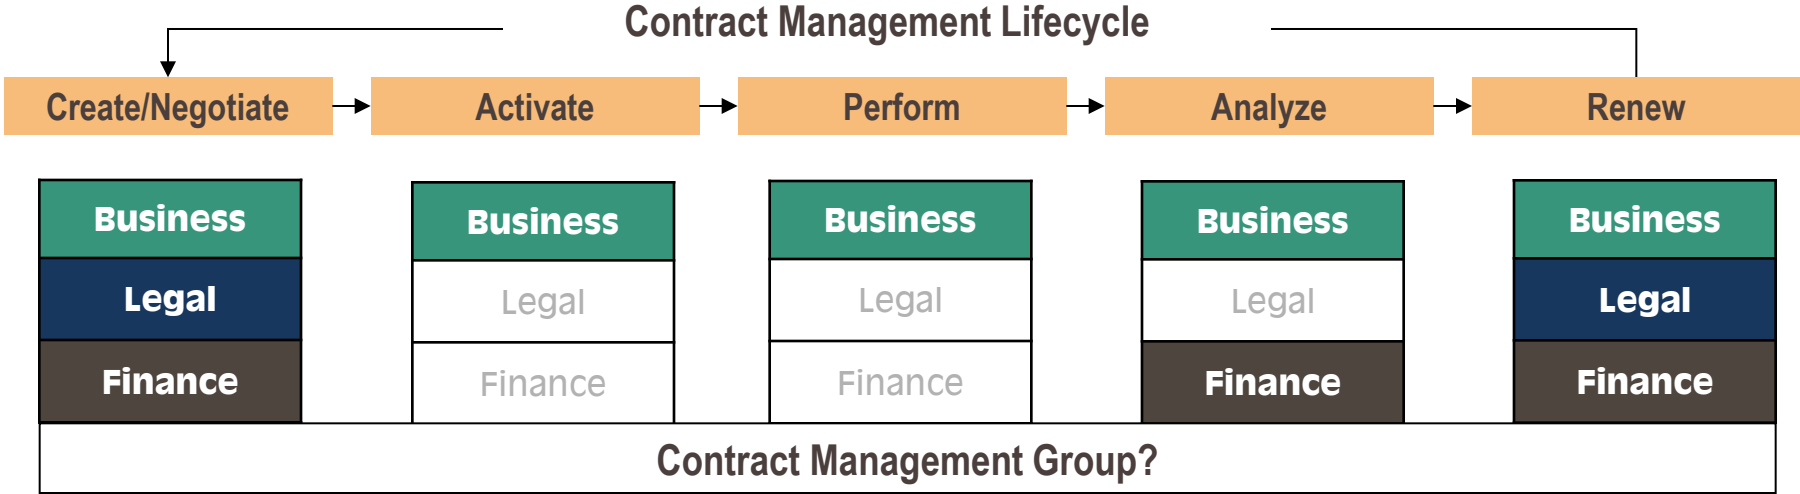 Contract Management Lifecycle
Create/Negotiate
Activate
Perform
Analyze
Renew
Business
Legal
Finance
Business
Legal
Finance
Business
Legal
Finance
Business
Legal
Finance
Business
Legal
Finance
Contract Management Group?